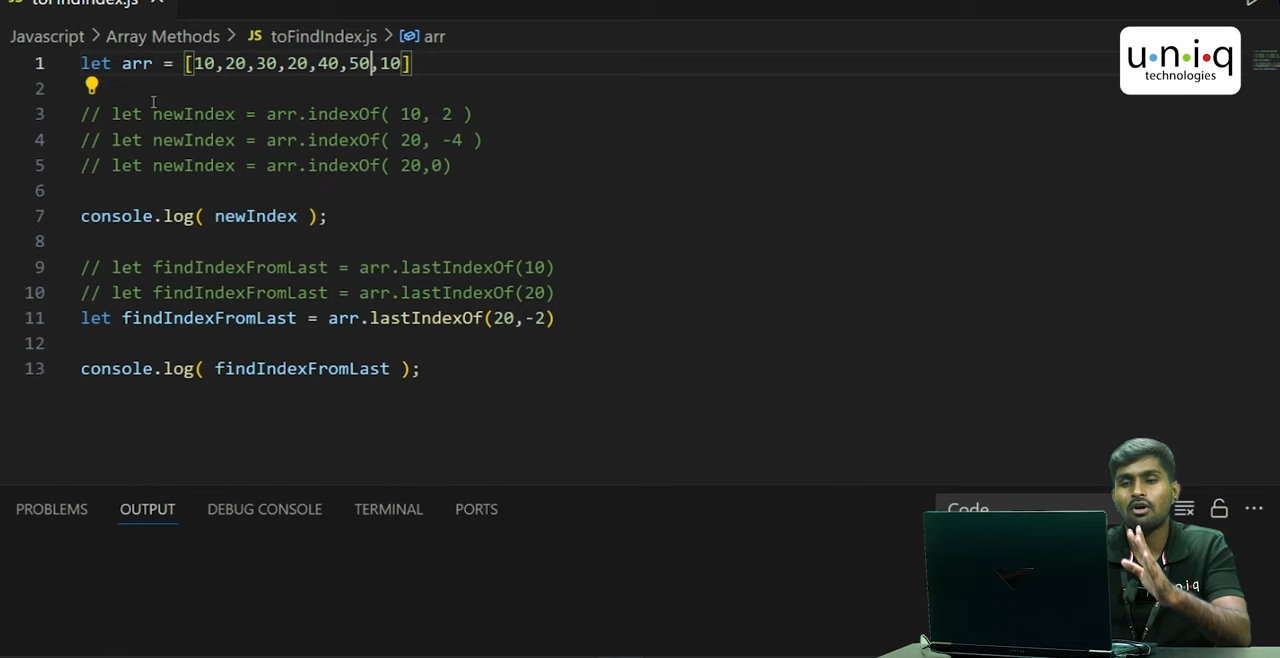 toFindIndex.js
Javascript > Array Methods > JS toFindIndex.js > arr
u·n·i·q
technologies
1 let arr = [10,20,30,20,40,50,10]
2
3 // let newIndex = arr.indexOf( 10, 2 )
4 // let newIndex = arr.indexOf( 20, -4 )
5 // let newIndex = arr.indexOf( 20,0)
6
7 console.log( newIndex );
8
9 // let findIndexFromLast = arr.lastIndexOf(10)
10 // let findIndexFromLast = arr.lastIndexOf(20)
11 let findIndexFromLast = arr.lastIndexOf(20,-2)
12
13 console.log( findIndexFromLast );
PROBLEMS OUTPUT DEBUG CONSOLE TERMINAL PORTS
Code